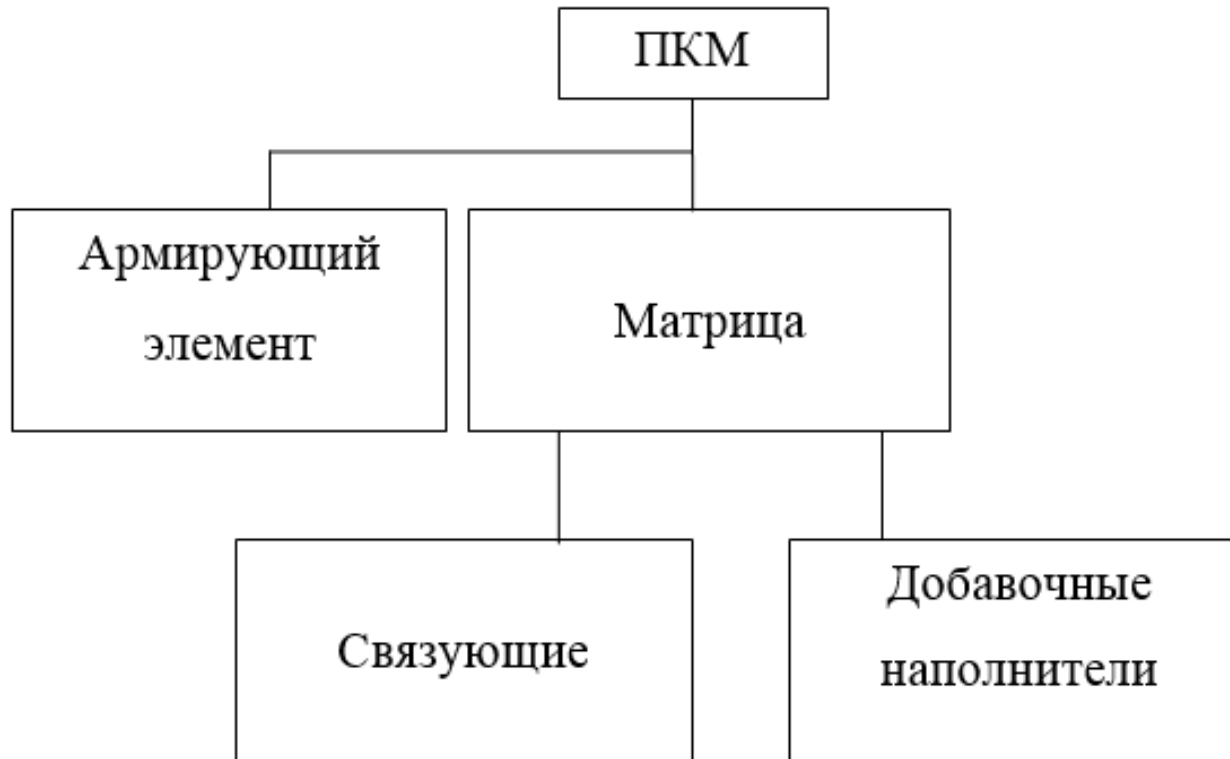 ПКМ
Армирующий
элемент
Матрица
Связующие
Добавочные
наполнители